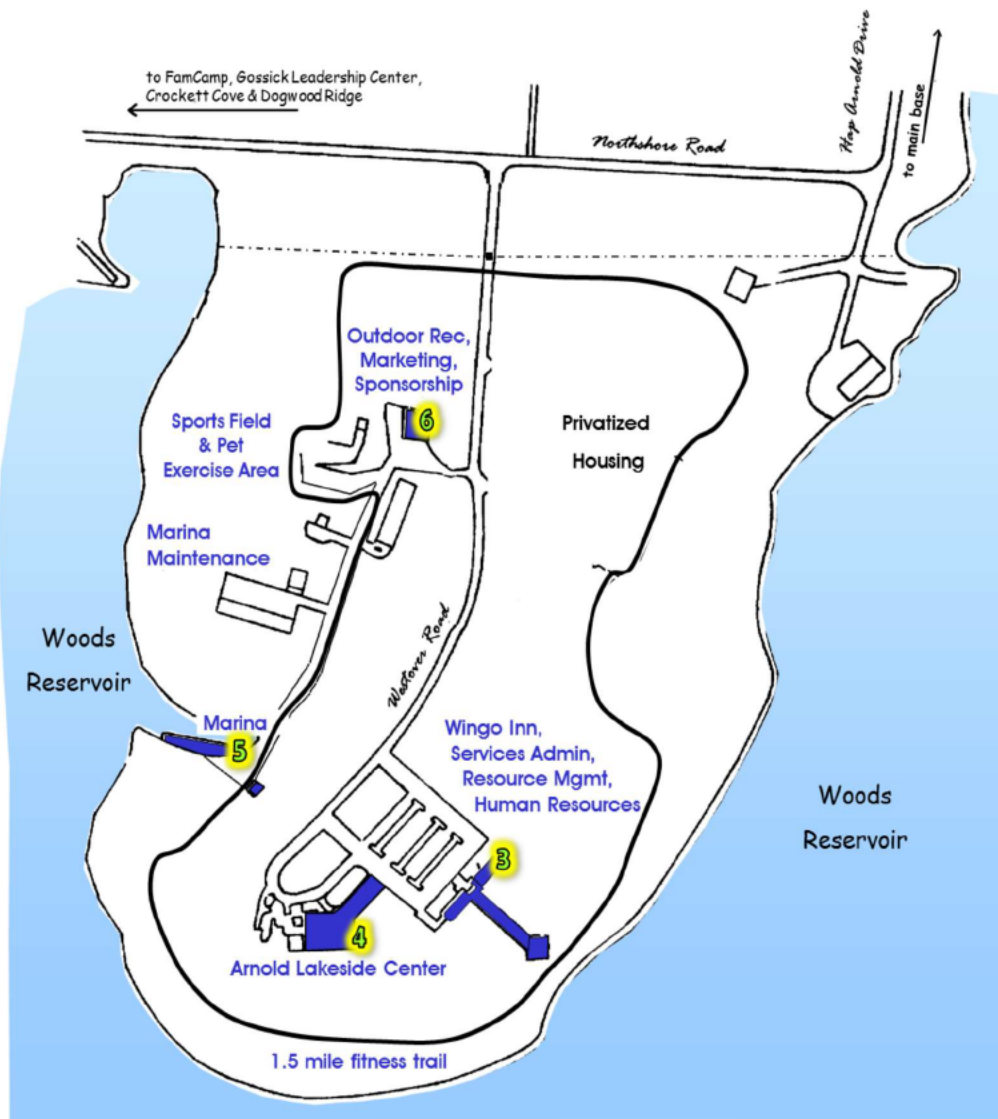 to FamCamp, Gossick Leadership Center,
Crockett Cove & Dogwood Ridge
Hap Arnold Drive
to main base
Northshore Road
Outdoor Rec,
Marketing,
Sponsorship
6
Sports Field
& Pet
Exercise Area
Privatized
Housing
Marina
Maintenance
Woods
Reservoir
Westover Road
Marina
5
Wingo Inn,
Services Admin,
Resource Mgmt,
Human Resources
3
Woods
Reservoir
4
Arnold Lakeside Center
1.5 mile fitness trail